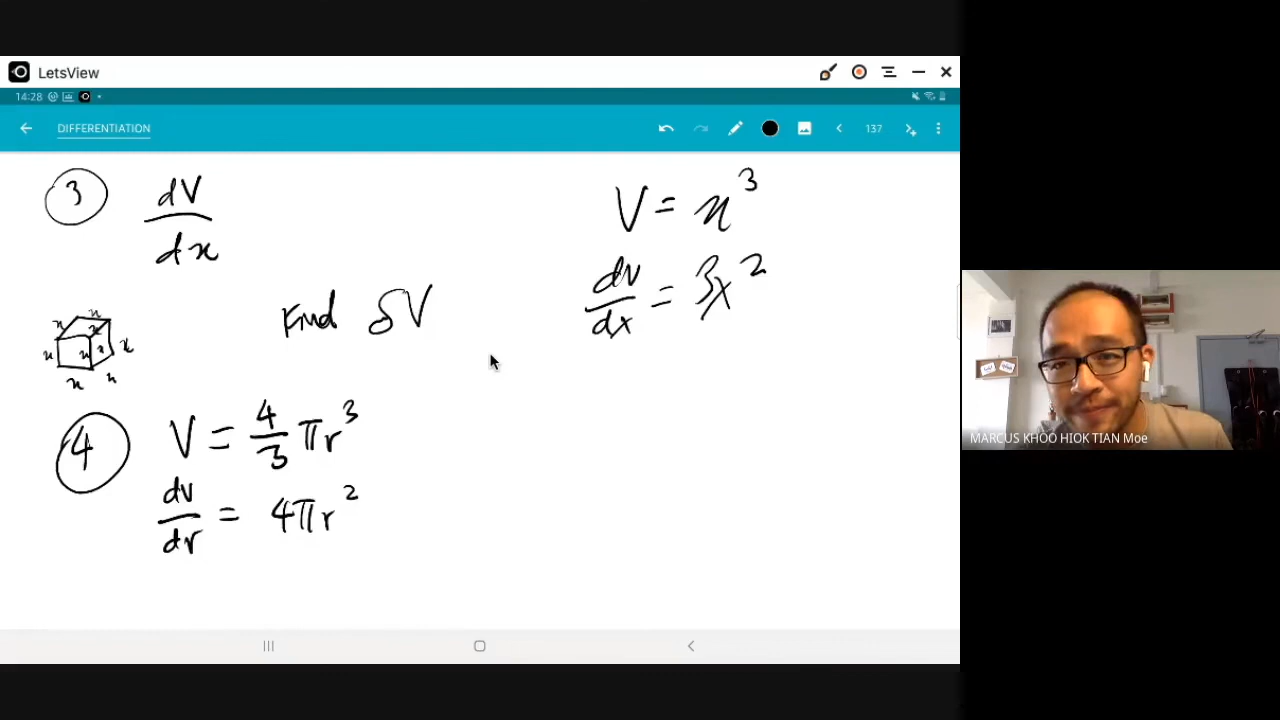 LetsView
14:28
DIFFERENTIATION
137
3
dV
dx
V = x³
dv/dx = 3x²
Find δV
x x x x x x x x x
4
V = 4/3 πr³
dv/dr = 4πr²
MARCUS KHOO HIOK TIAN Moe